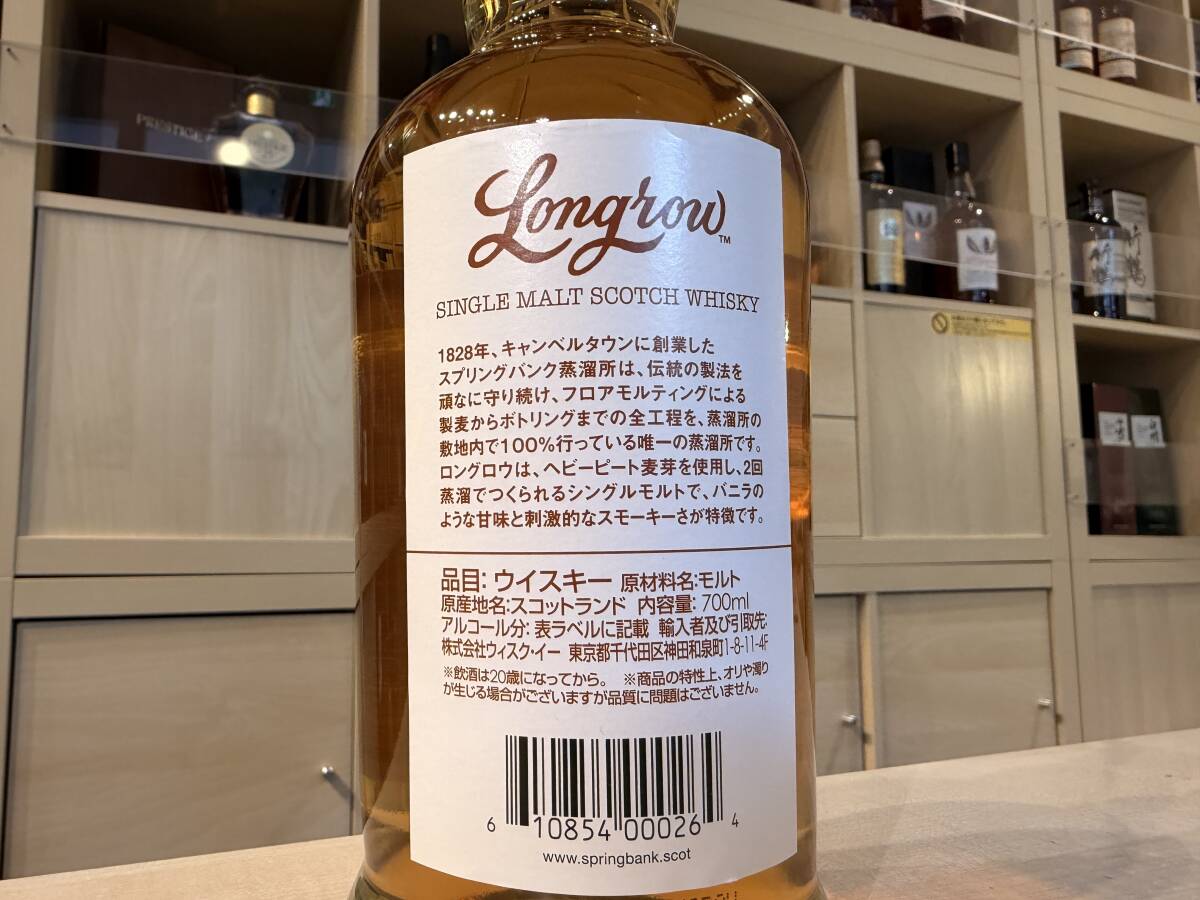 Longrow™
SINGLE MALT SCOTCH WHISKY
1828年、キャンベルタウンに創業した
スプリングバンク蒸溜所は、伝統の製法を
頑なに守り続け、フロアモルティングによる
製麦からボトリングまでの全工程を、蒸溜所の
敷地内で100%行っている唯一の蒸溜所です。
ロングロウは、ヘビーピート麦芽を使用し、2回
蒸溜でつくられるシングルモルトで、バニラの
ような甘味と刺激的なスモーキーさが特徴です。
品目: ウイスキー 原材料名:モルト
原産地名:スコットランド 内容量: 700ml
アルコール分: 表ラベルに記載 輸入者及び引取先:
株式会社ウィスク・イー 東京都千代田区神田和泉町1-8-11-4F
※飲酒は20歳になってから。 ※商品の特性上、オリや濁り
が生じる場合がございますが品質に問題はございません。
6 10854 00026 4
www.springbank.scot
PRESTIGE
竹鶴